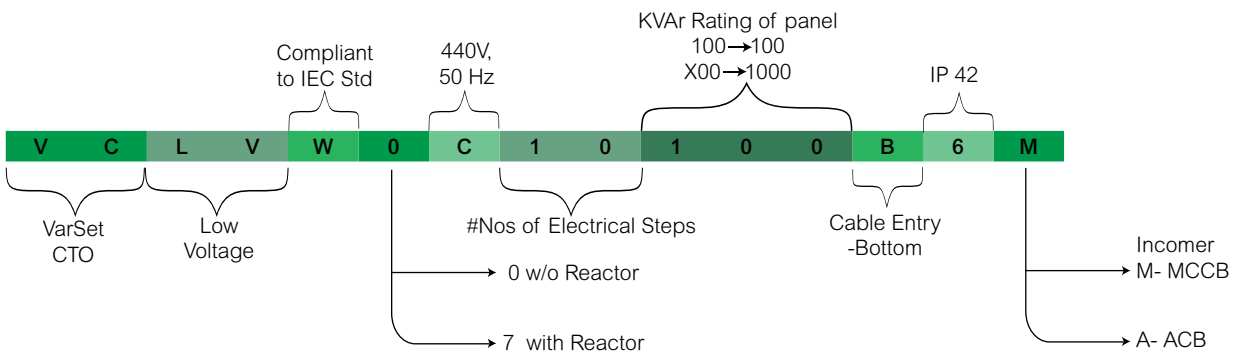 KVAr Rating of panel
100→100
X00→1000
Compliant
to IEC Std
440V,
50 Hz
IP 42
V C L V W 0 C 1 0 1 0 0 B 6 M
VarSet
CTO
Low
Voltage
#Nos of Electrical Steps
Cable Entry
-Bottom
0 w/o Reactor
7 with Reactor
Incomer
M- MCCB
A- ACB